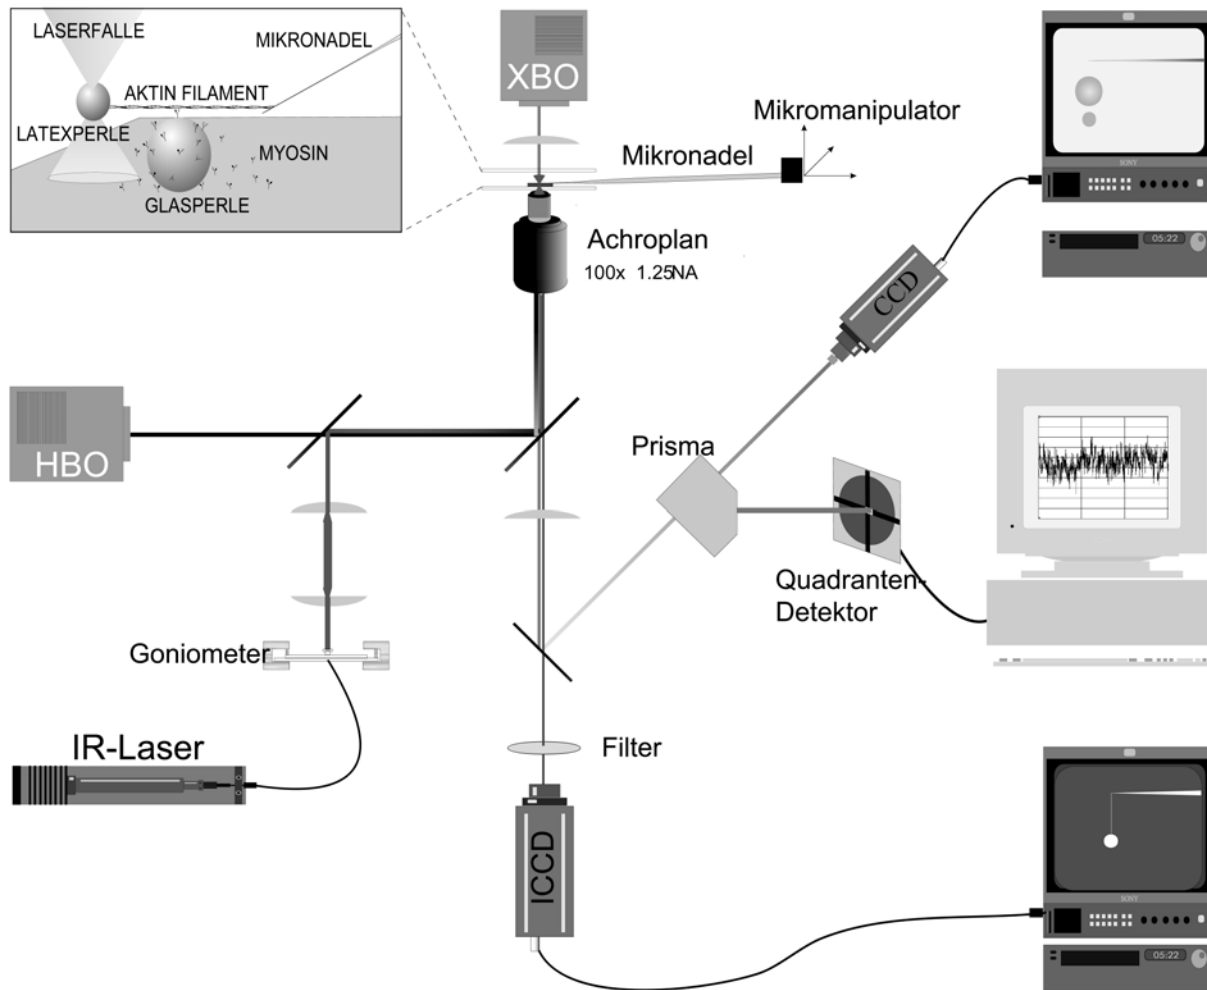 LASERFALLE
MIKRONADEL
AKTIN FILAMENT
LATEXPERLE
MYOSIN
GLASPERLE
XBO
Mikromanipulator
Mikronadel
Achroplan
100x 1.25NA
CCD
SONY
05:22
HBO
Prisma
Quadranten-
Detektor
Goniometer
IR-Laser
Filter
ICCD
SONY
05:22